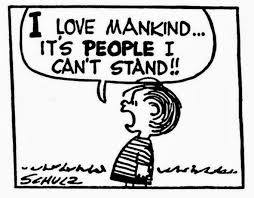 I LOVE MANKIND...
IT'S PEOPLE I
CAN'T STAND!!
SCHULZ